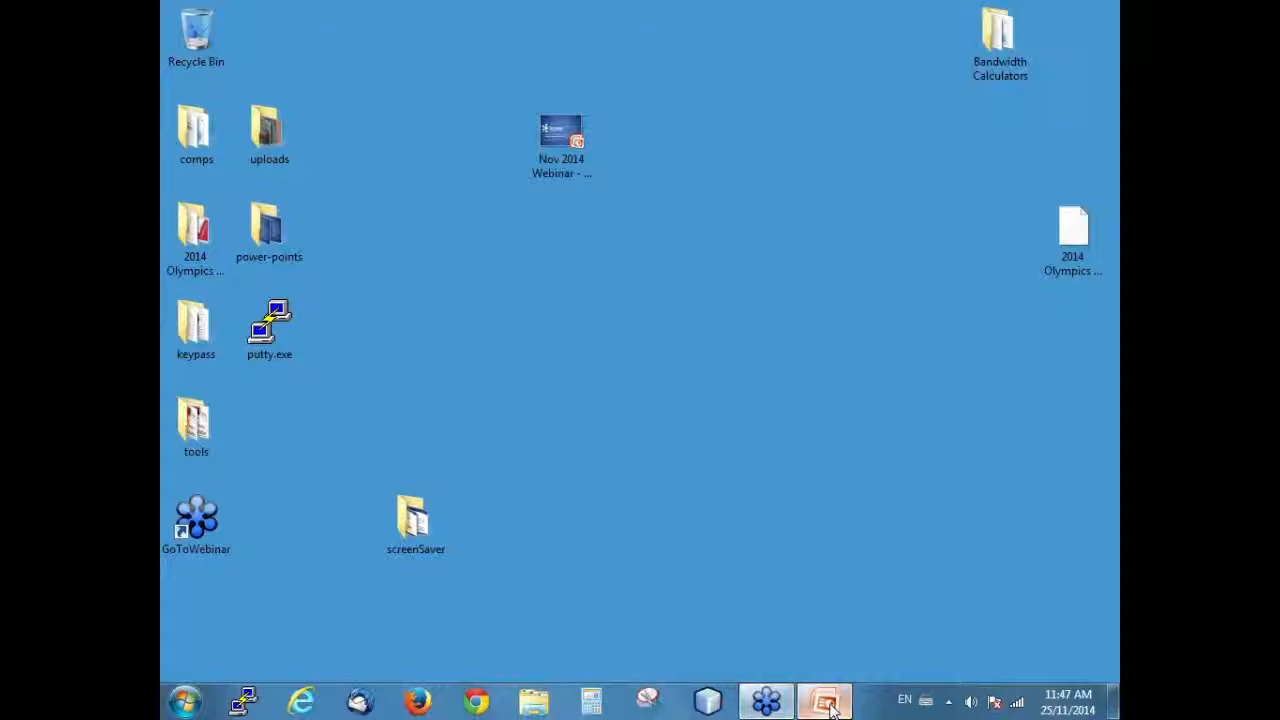 Recycle Bin
Bandwidth
Calculators
comps
uploads
Nov 2014
Webinar - ...
2014
Olympics ...
power-points
2014
Olympics ...
keypass
putty.exe
tools
GoToWebinar
screenSaver
EN
11:47 AM
25/11/2014